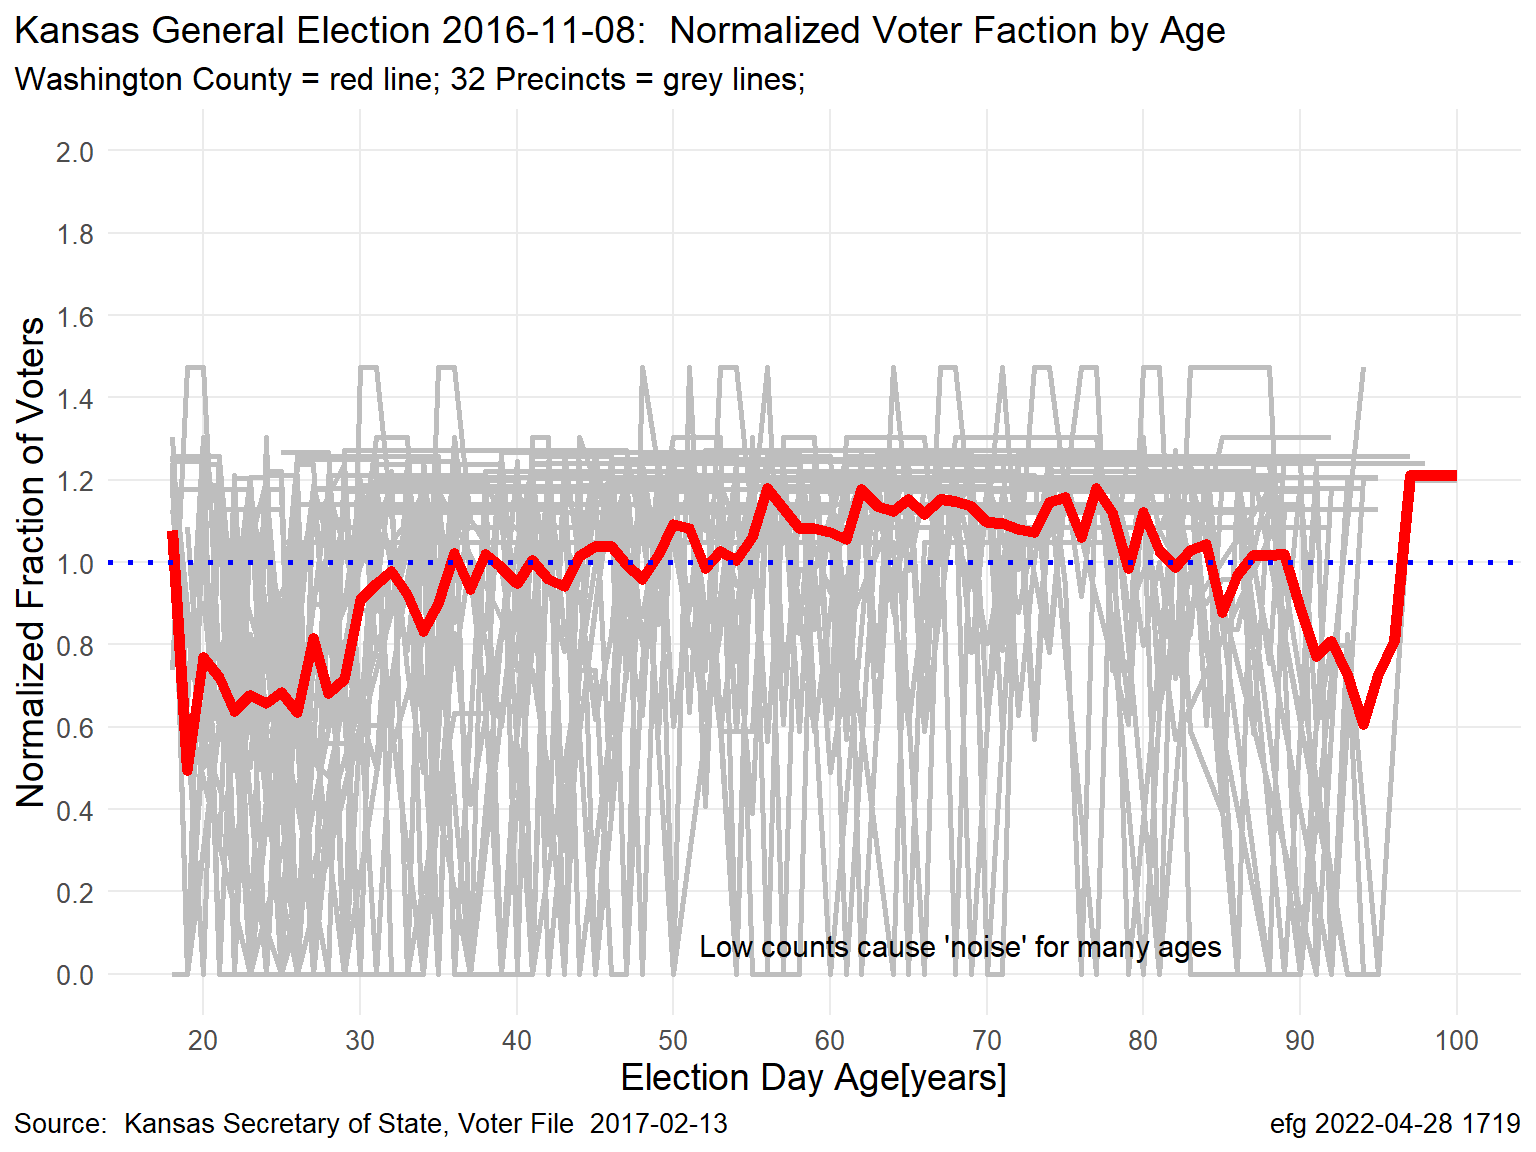 Kansas General Election 2016-11-08:  Normalized Voter Faction by Age
Washington County = red line; 32 Precincts = grey lines;
Normalized Fraction of Voters
2.0
1.8
1.6
1.4
1.2
1.0
0.8
0.6
0.4
0.2
0.0
Low counts cause 'noise' for many ages
20 30 40 50 60 70 80 90 100
Election Day Age[years]
Source:  Kansas Secretary of State, Voter File  2017-02-13
efg 2022-04-28 1719